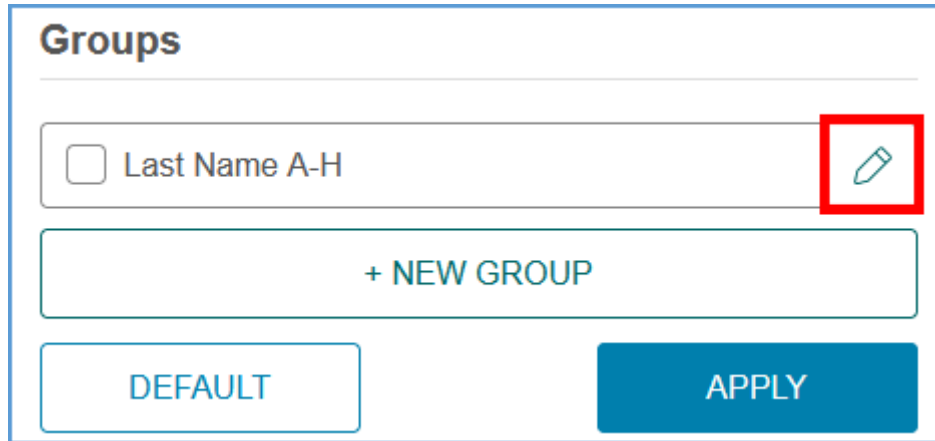 Groups
Last Name A-H
+ NEW GROUP
DEFAULT
APPLY